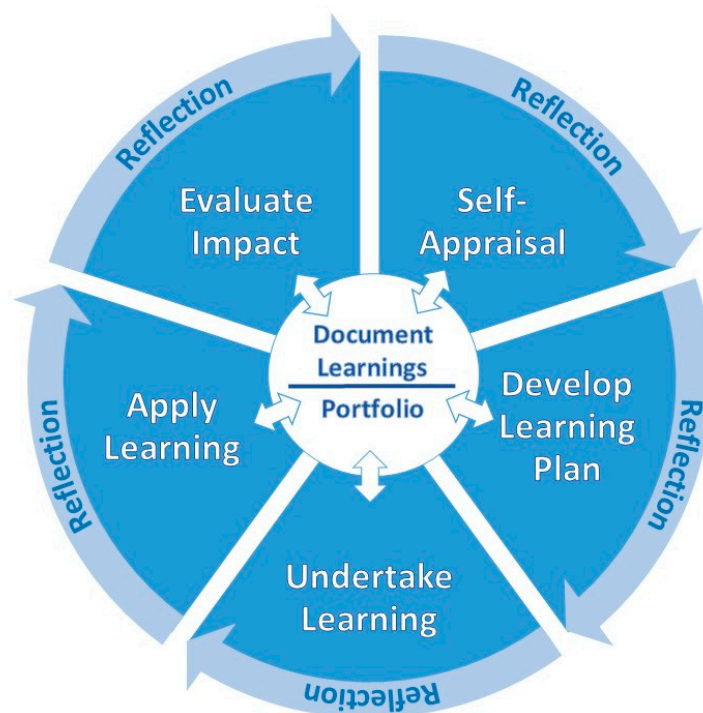 Reflection
Self-
Appraisal
Reflection
Develop
Learning
Plan
Reflection
Undertake
Learning
Reflection
Apply
Learning
Reflection
Evaluate
Impact
Document
Learnings
Portfolio